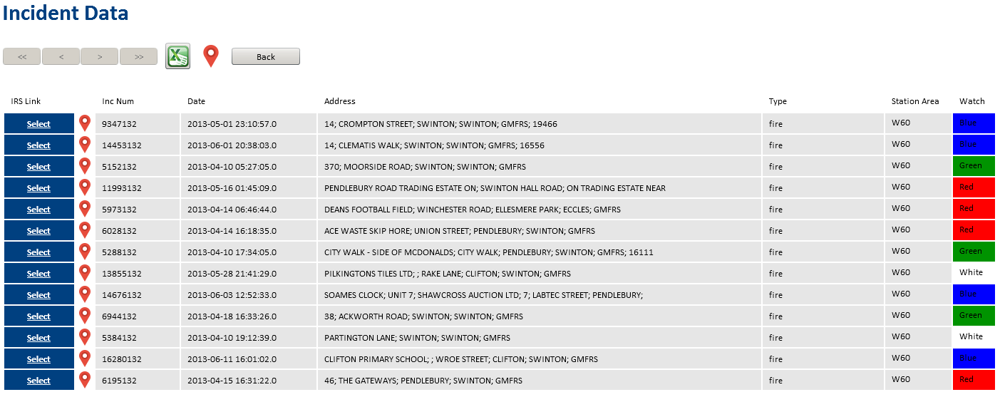 Incident Data
<< < > >> Back
IRS Link Inc Num Date Address Type Station Area Watch
Select 9347132 2013-05-01 23:10:57.0 14; CROMPTON STREET; SWINTON; SWINTON; GMFRS; 19466 fire W60 Blue
Select 14453132 2013-06-01 20:38:03.0 14; CLEMATIS WALK; SWINTON; SWINTON; GMFRS; 16556 fire W60 Blue
Select 5152132 2013-04-10 05:27:05.0 370; MOORSIDE ROAD; SWINTON; SWINTON; GMFRS fire W60 Green
Select 11993132 2013-05-16 01:45:09.0 PENDLEBURY ROAD TRADING ESTATE ON; SWINTON HALL ROAD; ON TRADING ESTATE NEAR fire W60 Red
Select 5973132 2013-04-14 06:46:44.0 DEANS FOOTBALL FIELD; WINCHESTER ROAD; ELLESMERE PARK; ECCLES; GMFRS fire W60 Red
Select 6028132 2013-04-14 16:18:35.0 ACE WASTE SKIP HORE; UNION STREET; PENDLEBURY; SWINTON; GMFRS fire W60 Red
Select 5288132 2013-04-10 17:34:05.0 CITY WALK - SIDE OF MCDONALDS; CITY WALK; PENDLEBURY; SWINTON; GMFRS; 16111 fire W60 Green
Select 13855132 2013-05-28 21:41:29.0 PILKINGTONS TILES LTD; ; RAKE LANE; CLIFTON; SWINTON; GMFRS fire W60 White
Select 14676132 2013-06-03 12:52:33.0 SOAMES CLOCK; UNIT 7; SHAWCROSS AUCTION LTD; 7; LABTEC STREET; PENDLEBURY; fire W60 Blue
Select 6944132 2013-04-18 16:33:26.0 38; ACKWORTH ROAD; SWINTON; SWINTON; GMFRS fire W60 Green
Select 5384132 2013-04-10 19:12:39.0 PARTINGTON LANE; SWINTON; SWINTON; GMFRS fire W60 White
Select 16280132 2013-06-11 16:01:02.0 CLIFTON PRIMARY SCHOOL; ; WROE STREET; CLIFTON; SWINTON; GMFRS fire W60 Blue
Select 6195132 2013-04-15 16:31:22.0 46; THE GATEWAYS; PENDLEBURY; SWINTON; GMFRS fire W60 Red